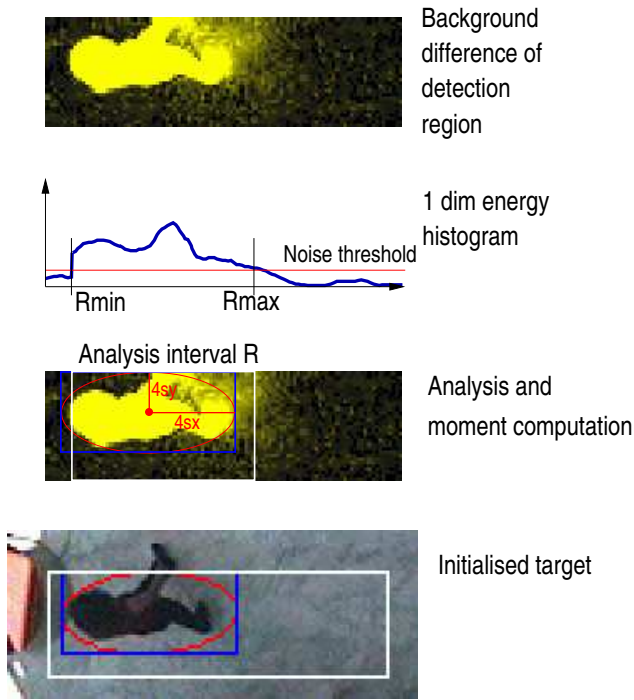 Background
difference of
detection
region
1 dim energy
histogram
Noise threshold
Rmin
Rmax
Analysis interval R
4sy
4sx
Analysis and
moment computation
Initialised target